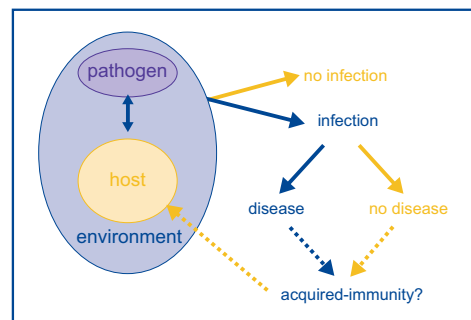 pathogen
no infection
infection
host
disease
no disease
environment
acquired-immunity?